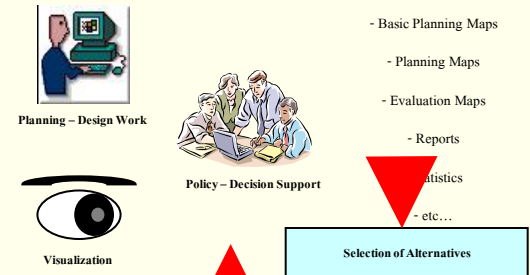 - Basic Planning Maps
- Planning Maps
Planning – Design Work
- Evaluation Maps
- Reports
Policy – Decision Support
- etc…
Visualization
Selection of Alternatives